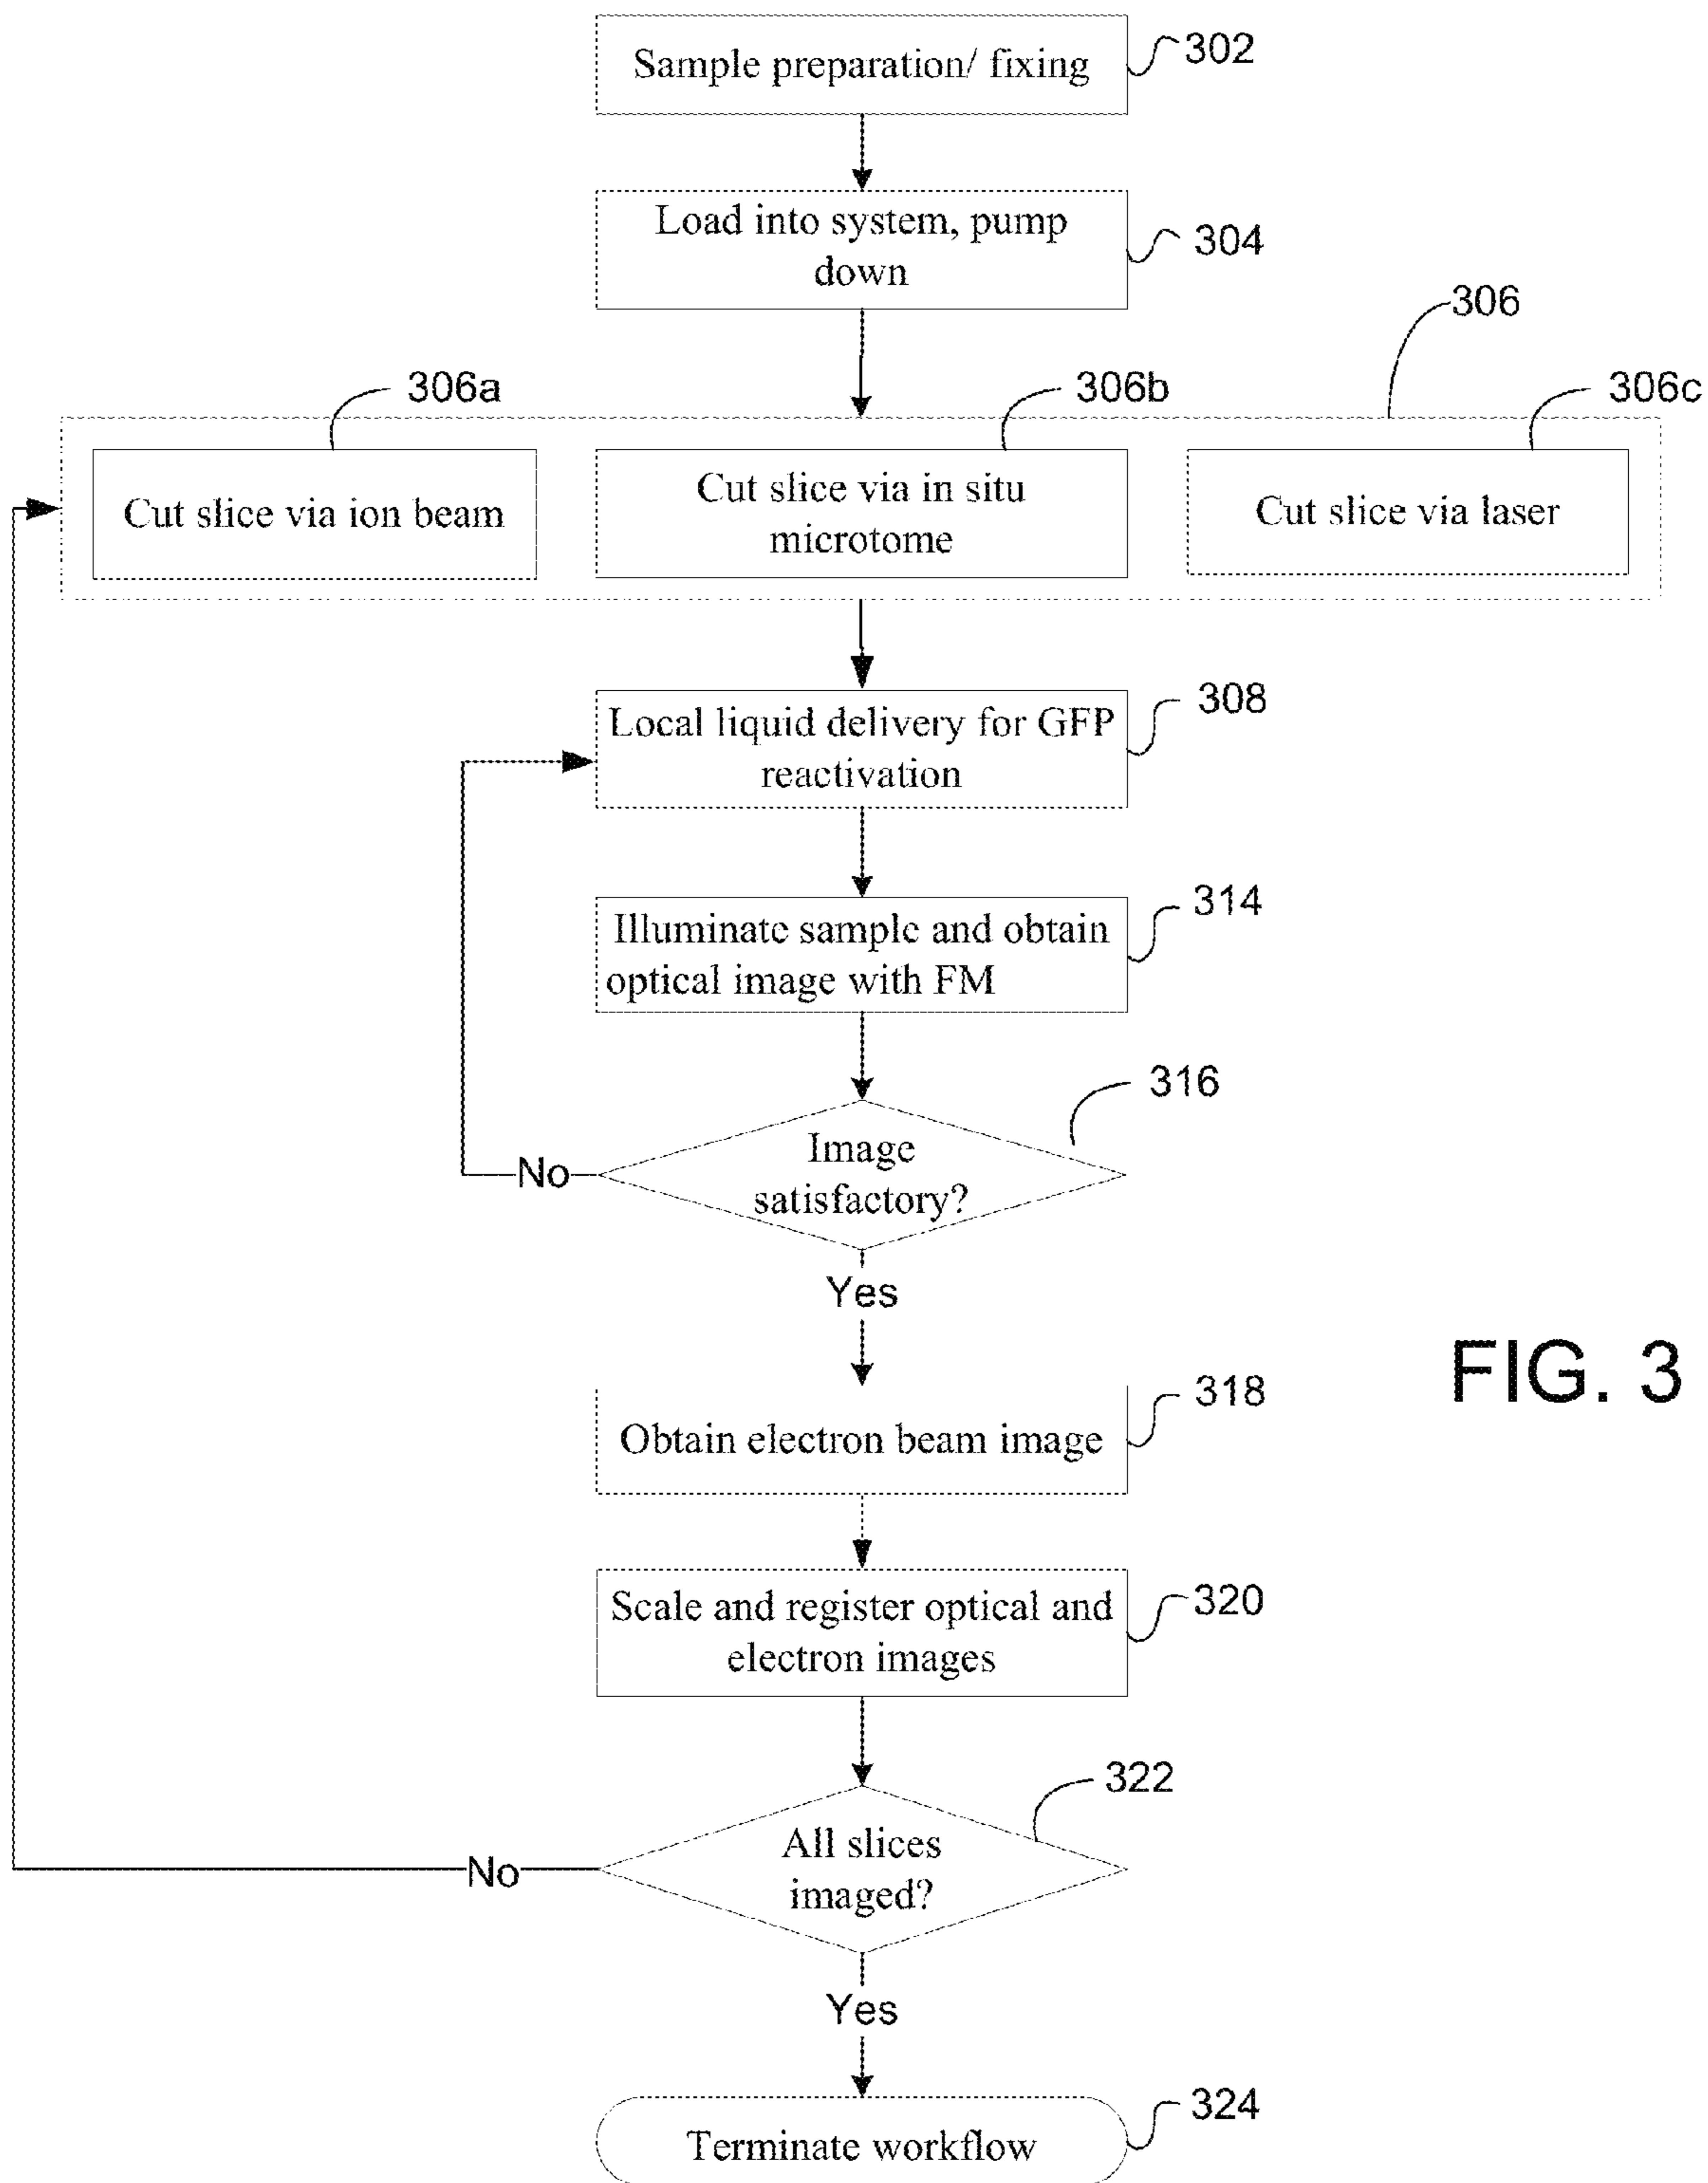 Sample preparation/ fixing
302
Load into system, pump
down
304
306
306a
306b
306c
Cut slice via ion beam
Cut slice via in situ
microtome
Cut slice via laser
Local liquid delivery for GFP
reactivation
308
Illuminate sample and obtain
optical image with FM
314
316
Image
satisfactory?
No
Yes
FIG. 3
Obtain electron beam image
318
Scale and register optical and
electron images
320
322
All slices
imaged?
No
Yes
Terminate workflow
324